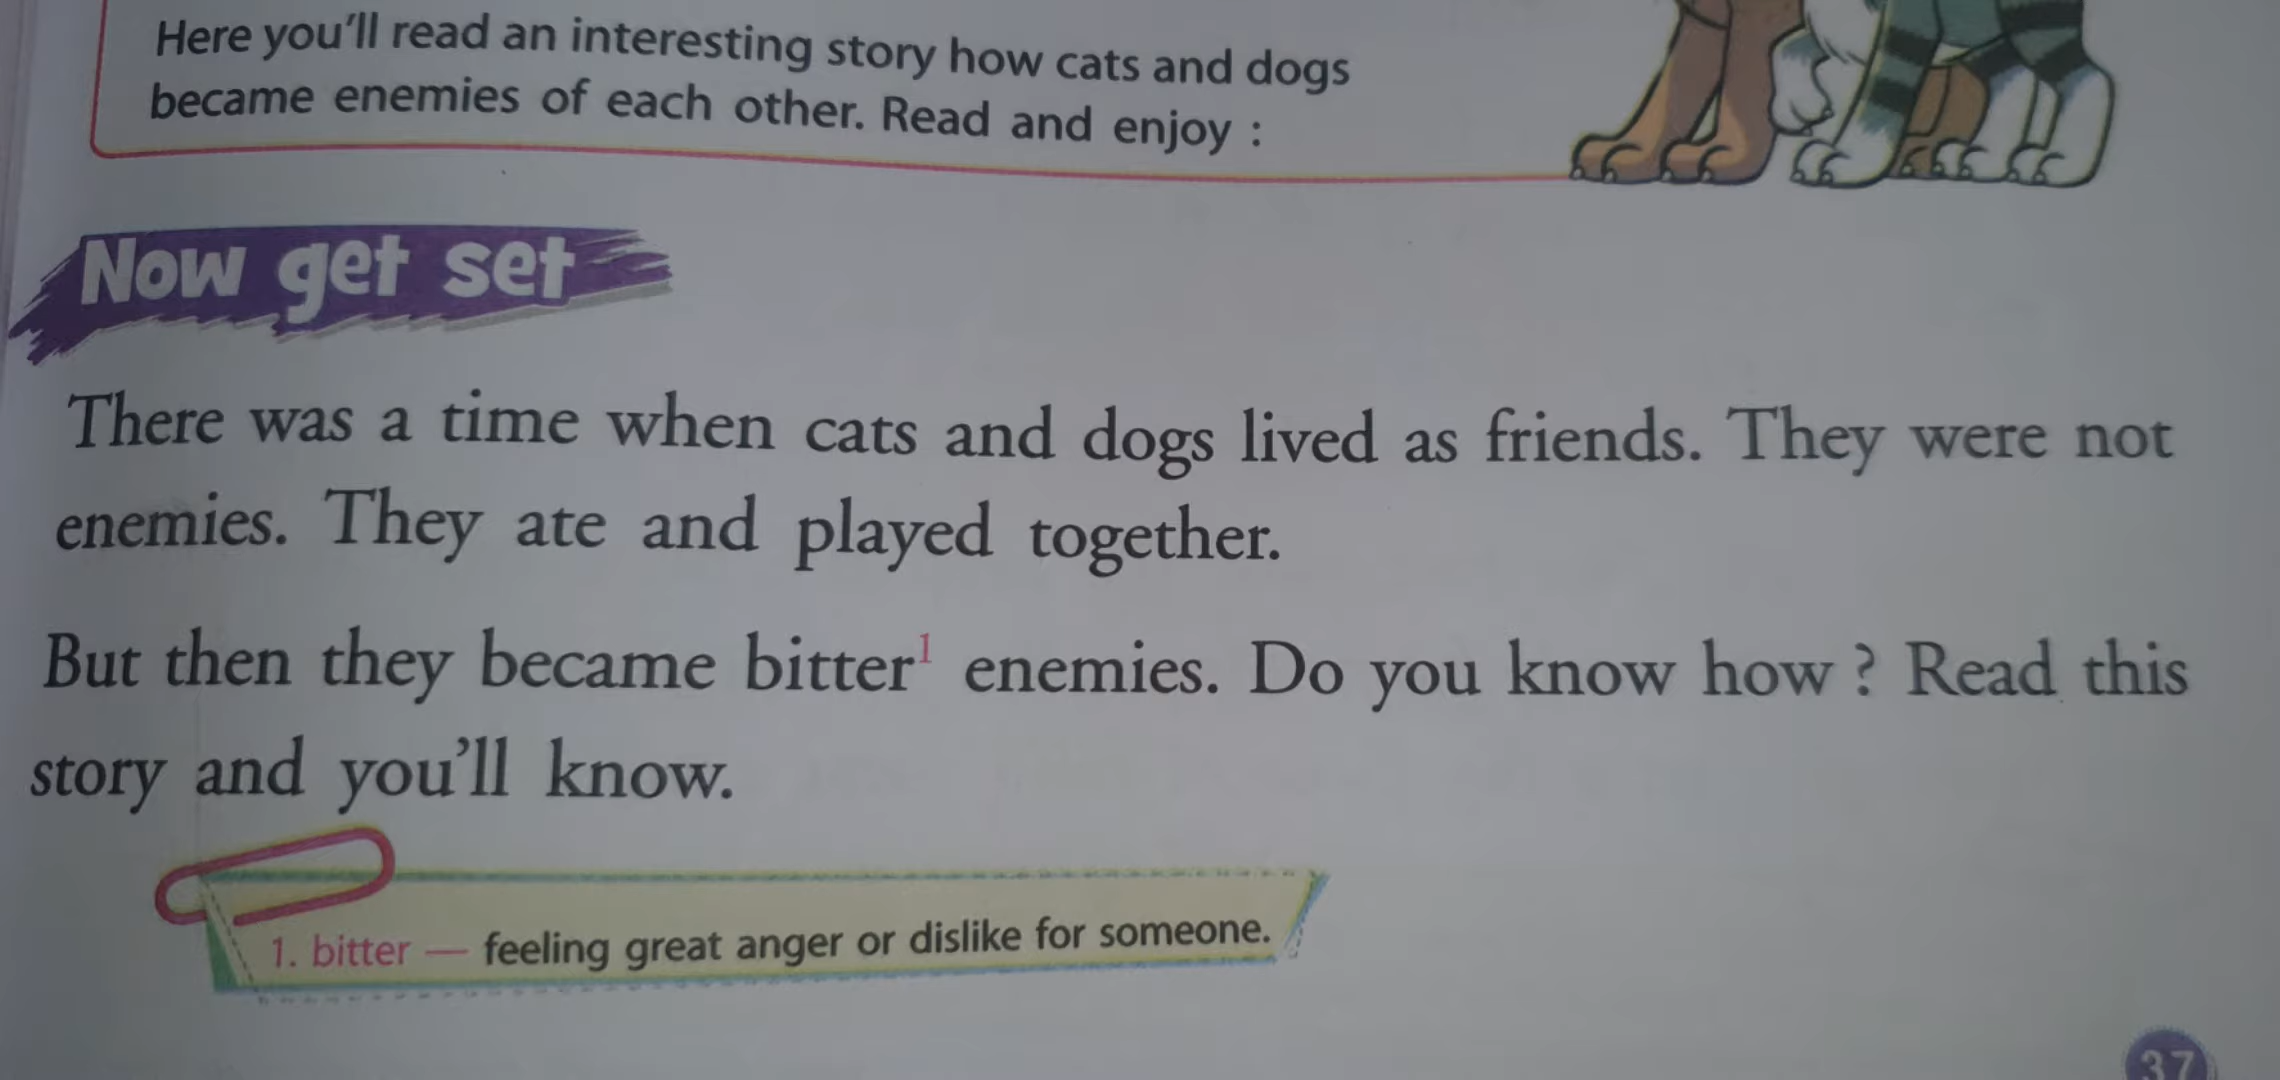 Here you'll read an interesting story how cats and dogs
became enemies of each other. Read and enjoy :
Now get set
There was a time when cats and dogs lived as friends. They were not
enemies. They ate and played together.
But then they became bitter¹ enemies. Do you know how ? Read this
story and you'll know.
1. bitter — feeling great anger or dislike for someone.
37